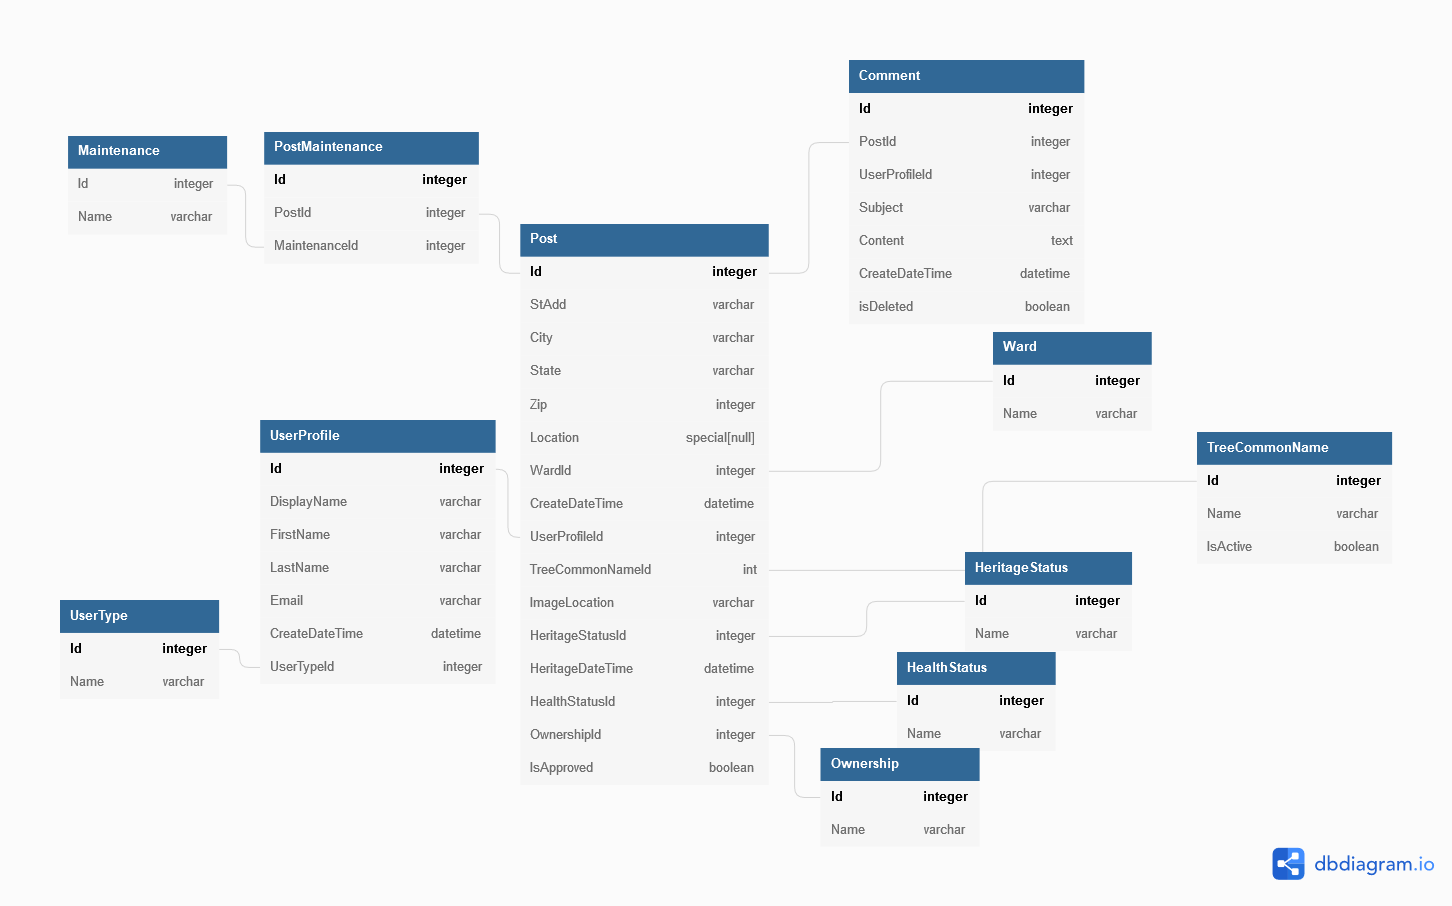 Comment
Id integer
PostId integer
UserProfileId integer
Subject varchar
Content text
CreateDateTime datetime
isDeleted boolean
Maintenance
Id integer
Name varchar
PostMaintenance
Id integer
PostId integer
MaintenanceId integer
Post
Id integer
StAdd varchar
City varchar
State varchar
Zip integer
Location special[null]
WardId integer
CreateDateTime datetime
UserProfileId integer
TreeCommonNameId int
ImageLocation varchar
HeritageStatusId integer
HeritageDateTime datetime
HealthStatusId integer
OwnershipId integer
IsApproved boolean
Ward
Id integer
Name varchar
UserProfile
Id integer
DisplayName varchar
FirstName varchar
LastName varchar
Email varchar
CreateDateTime datetime
UserTypeId integer
TreeCommonName
Id integer
Name varchar
IsActive boolean
HeritageStatus
Id integer
Name varchar
UserType
Id integer
Name varchar
HealthStatus
Id integer
Name varchar
Ownership
Id integer
Name varchar
dbdiagram.io